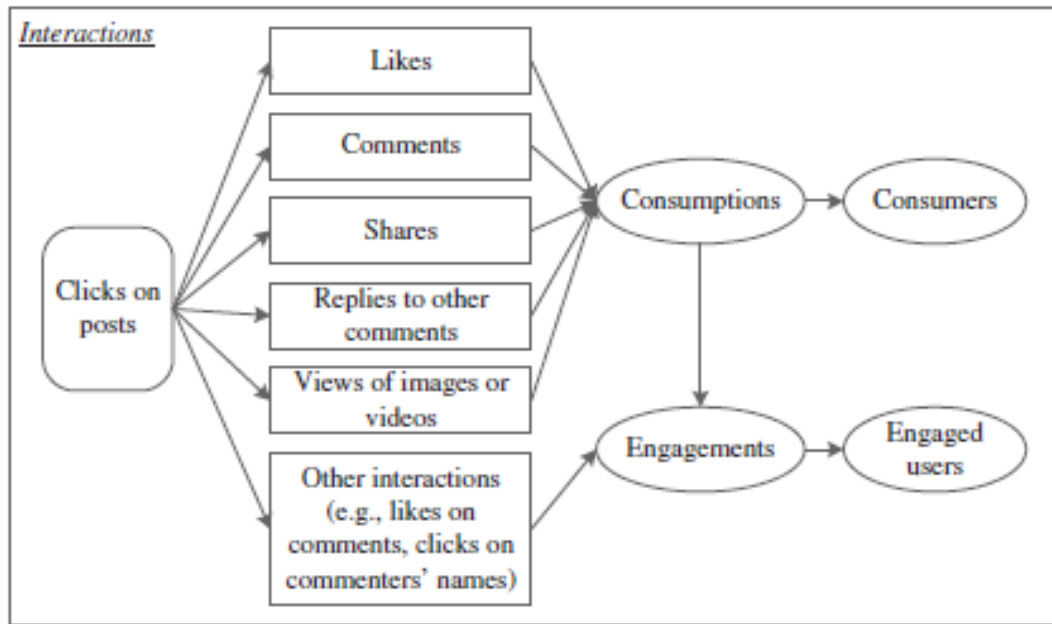 Interactions
Likes
Comments
Shares
Clicks on
posts
Replies to other
comments
Views of images or
videos
Other interactions
(e.g., likes on
comments, clicks on
commenters' names)
Consumptions
Consumers
Engagements
Engaged
users